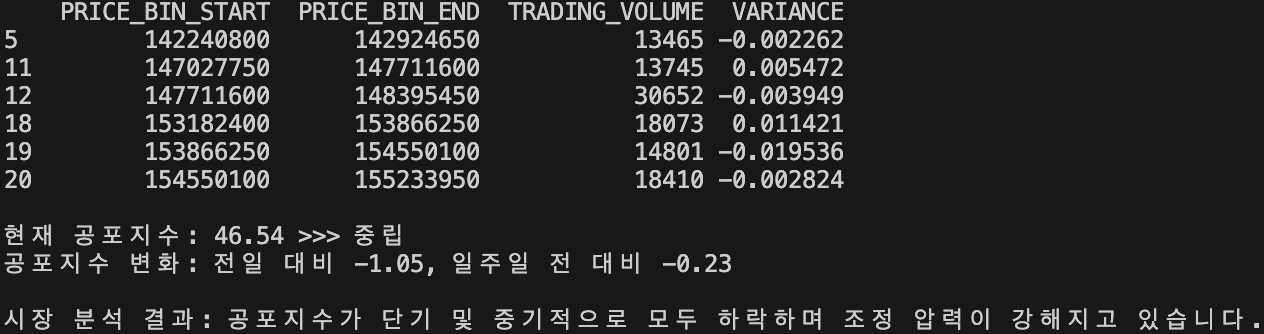 PRICE_BIN_START PRICE_BIN_END TRADING_VOLUME VARIANCE
5 142240800 142924650 13465 -0.002262
11 147027750 147711600 13745 0.005472
12 147711600 148395450 30652 -0.003949
18 153182400 153866250 18073 0.011421
19 153866250 154550100 14801 -0.019536
20 154550100 155233950 18410 -0.002824
현재 공포지수: 46.54 >>> 중립
공포지수 변화: 전일 대비 -1.05, 일주일 전 대비 -0.23
시장 분석 결과: 공포지수가 단기 및 중기적으로 모두 하락하며 조정 압력이 강해지고 있습니다.